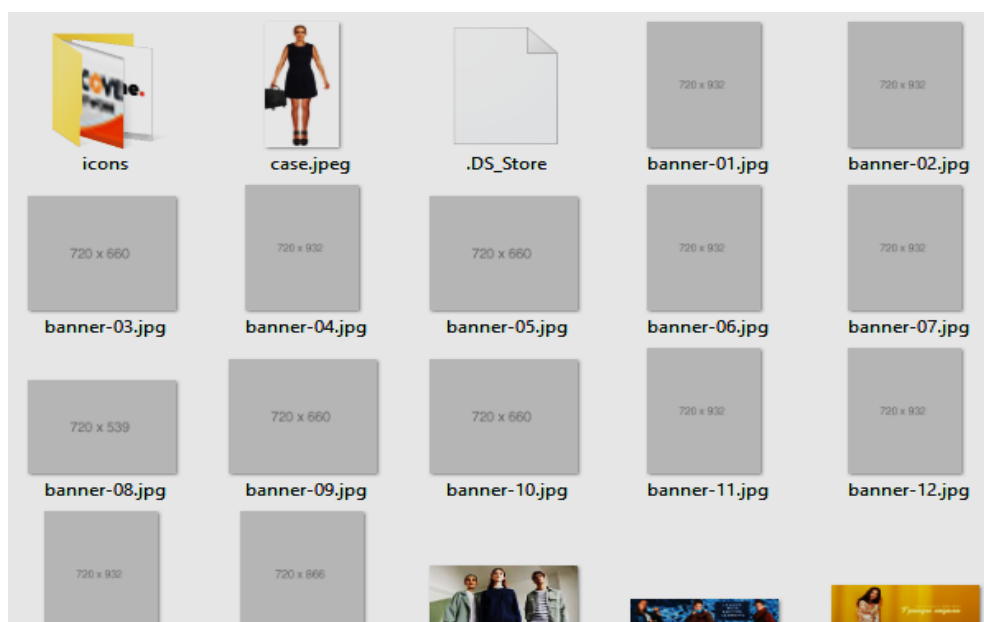 720 x 932
720 x 932
icons
case.jpeg
.DS_Store
banner-01.jpg
banner-02.jpg
720 x 660
720 x 932
720 x 660
720 x 932
720 x 932
banner-03.jpg
banner-04.jpg
banner-05.jpg
banner-06.jpg
banner-07.jpg
720 x 539
720 x 660
720 x 660
720 x 932
720 x 932
banner-08.jpg
banner-09.jpg
banner-10.jpg
banner-11.jpg
banner-12.jpg
720 x 932
720 x 866